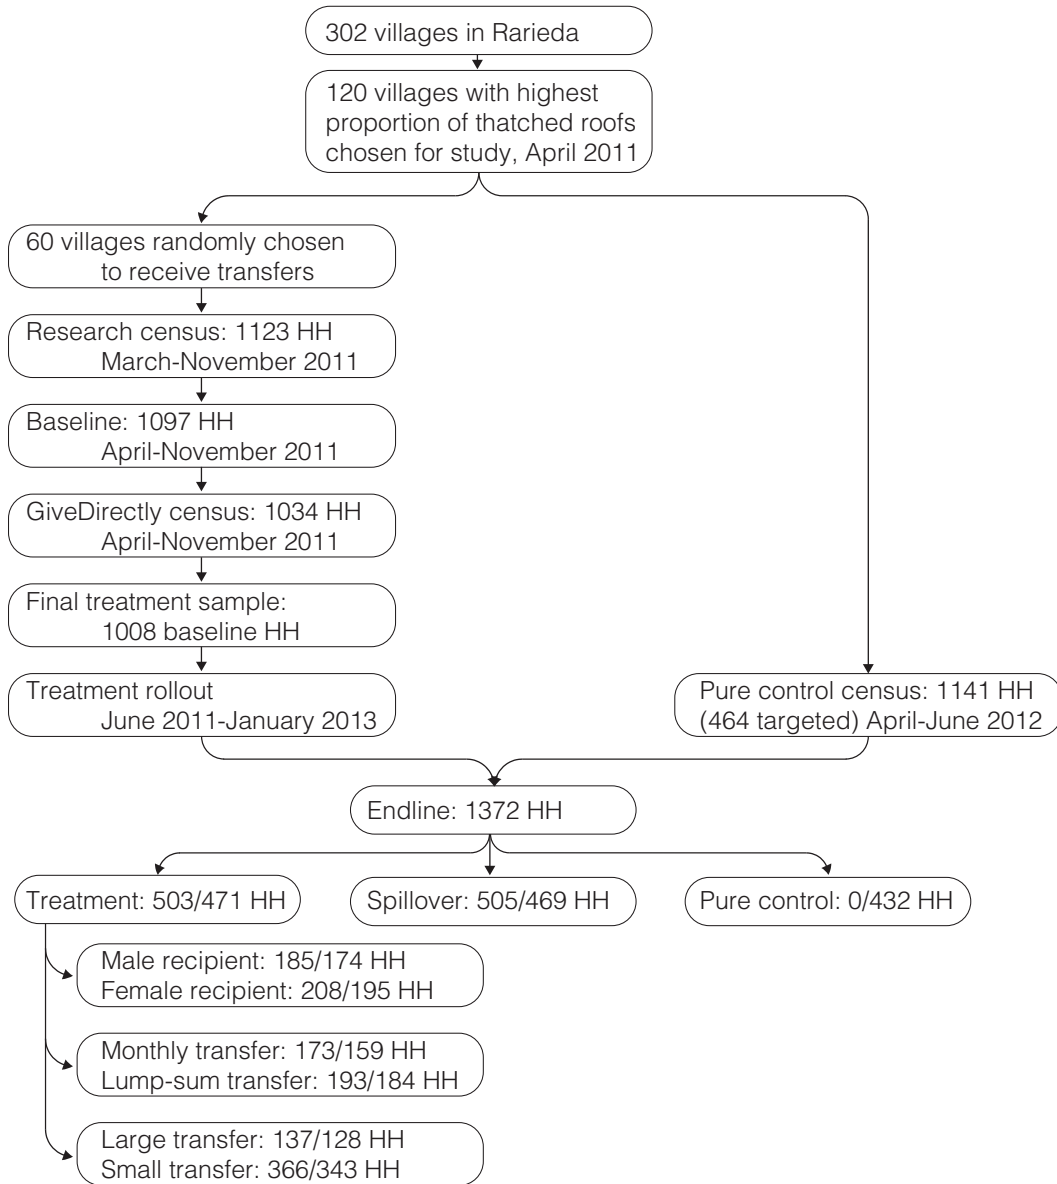 302 villages in Rarieda
120 villages with highest
proportion of thatched roofs
chosen for study, April 2011
60 villages randomly chosen
to receive transfers
Research census: 1123 HH
March-November 2011
Baseline: 1097 HH
April-November 2011
GiveDirectly census: 1034 HH
April-November 2011
Final treatment sample:
1008 baseline HH
Treatment rollout
June 2011-January 2013
Pure control census: 1141 HH
(464 targeted) April-June 2012
Endline: 1372 HH
Treatment: 503/471 HH
Spillover: 505/469 HH
Pure control: 0/432 HH
Male recipient: 185/174 HH
Female recipient: 208/195 HH
Monthly transfer: 173/159 HH
Lump-sum transfer: 193/184 HH
Large transfer: 137/128 HH
Small transfer: 366/343 HH